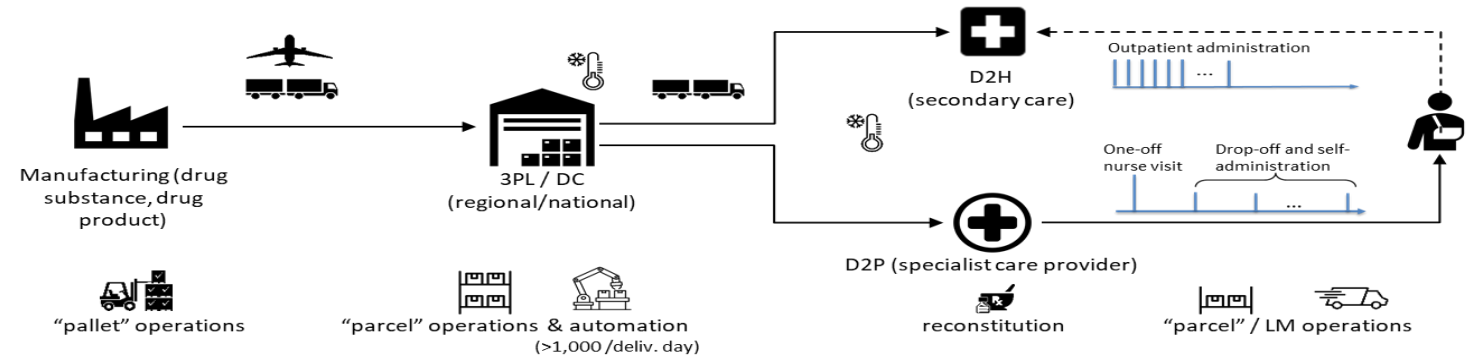 Manufacturing (drug
substance, drug
product)
3PL / DC
(regional/national)
D2H
(secondary care)
Outpatient administration
...
One-off
nurse visit
Drop-off and self-
administration
...
D2P (specialist care provider)
"pallet" operations
"parcel" operations & automation
(>1,000 /deliv. day)
Rx
reconstitution
"parcel" / LM operations